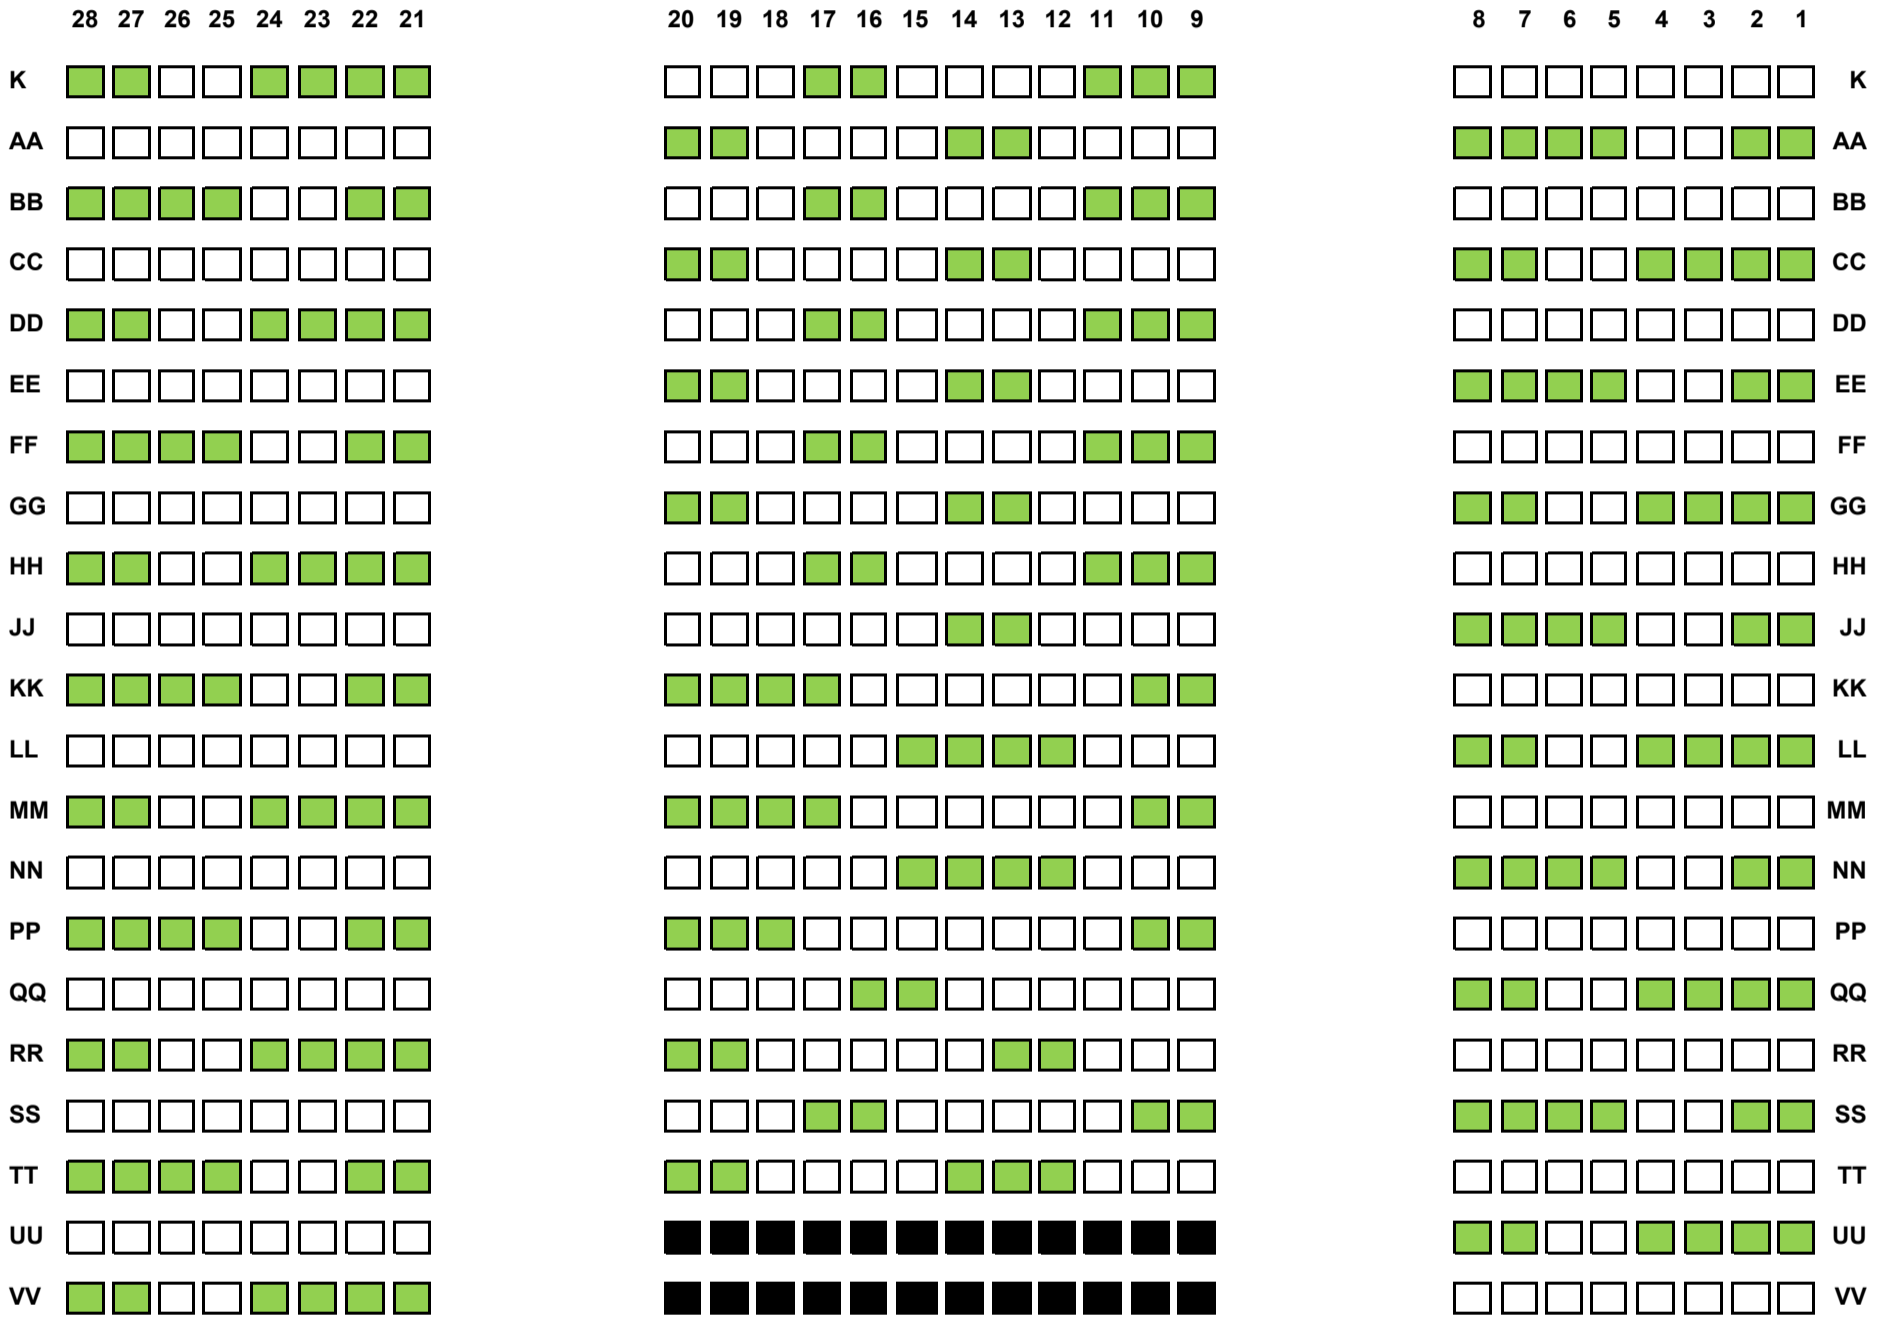 28 27 26 25 24 23 22 21 20 19 18 17 16 15 14 13 12 11 10 9 8 7 6 5 4 3 2 1
K K
AA AA
BB BB
CC CC
DD DD
EE EE
FF FF
GG GG
HH HH
JJ JJ
KK KK
LL LL
MM MM
NN NN
PP PP
QQ QQ
RR RR
SS SS
TT TT
UU UU
VV VV